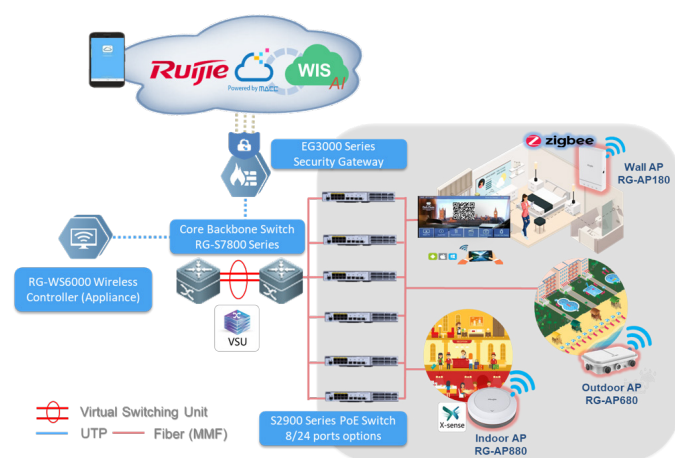 Ruijie
Powered by MACC
WIS
AI
EG3000 Series
Security Gateway
zigbee
Wall AP
RG-AP180
Core Backbone Switch
RG-S7800 Series
RG-WS6000 Wireless
Controller (Appliance)
VSU
Outdoor AP
RG-AP680
X-sense
Indoor AP
RG-AP880
Virtual Switching Unit
UTP
Fiber (MMF)
S2900 Series PoE Switch
8/24 ports options